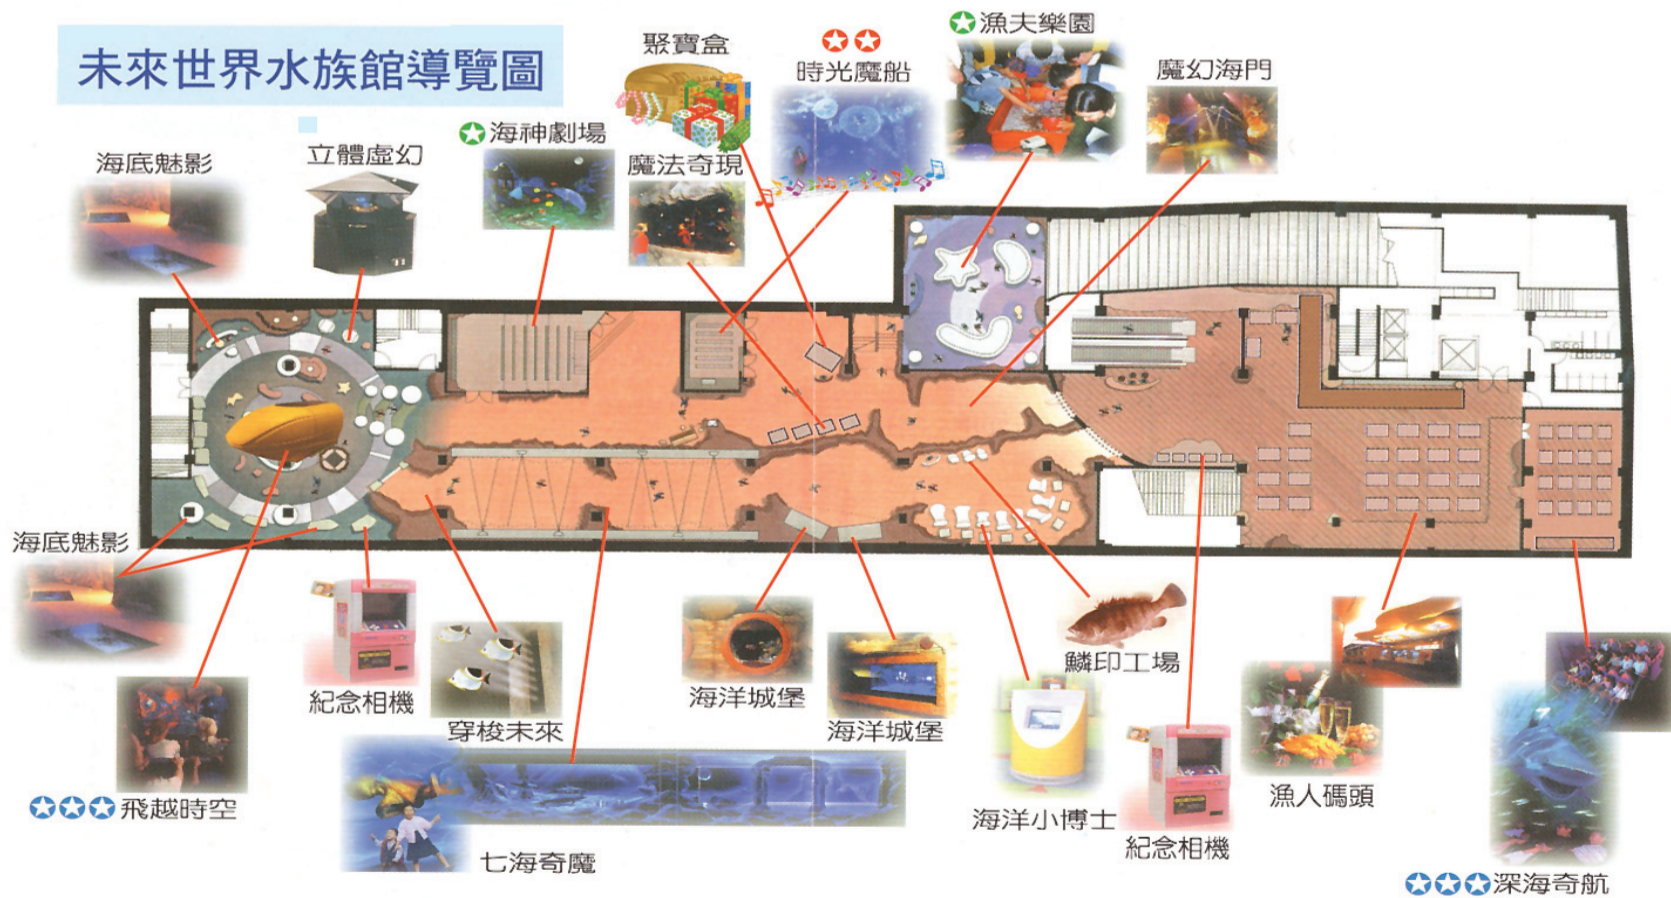 未來世界水族館導覽圖
聚寶盒
✪✪
時光魔船
✪漁夫樂園
魔幻海門
✪海神劇場
海底魅影
立體虛幻
魔法奇現
海底魅影
紀念相機
穿梭未來
海洋城堡
海洋城堡
鱗印工場
✪✪✪飛越時空
七海奇魔
海洋小博士
紀念相機
漁人碼頭
✪✪✪深海奇航